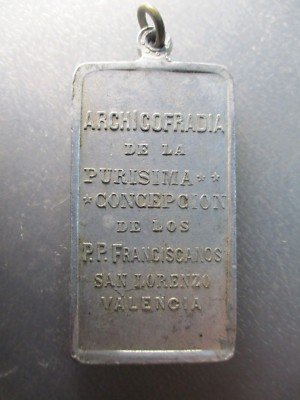 ARCHICOFRADIA
DE LA
PURISIMA **
*CONCEPCION
DE LOS
P.P. FRANCISCANOS
SAN LORENZO
VALENCIA